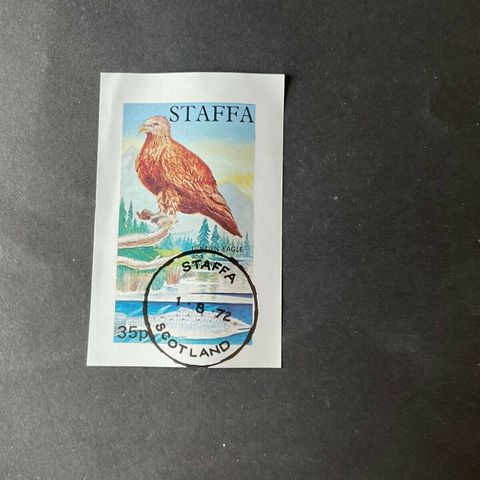 STAFFA
GOLDEN EAGLE
STAFFA
1 · 8 · 72
SCOTLAND
35p